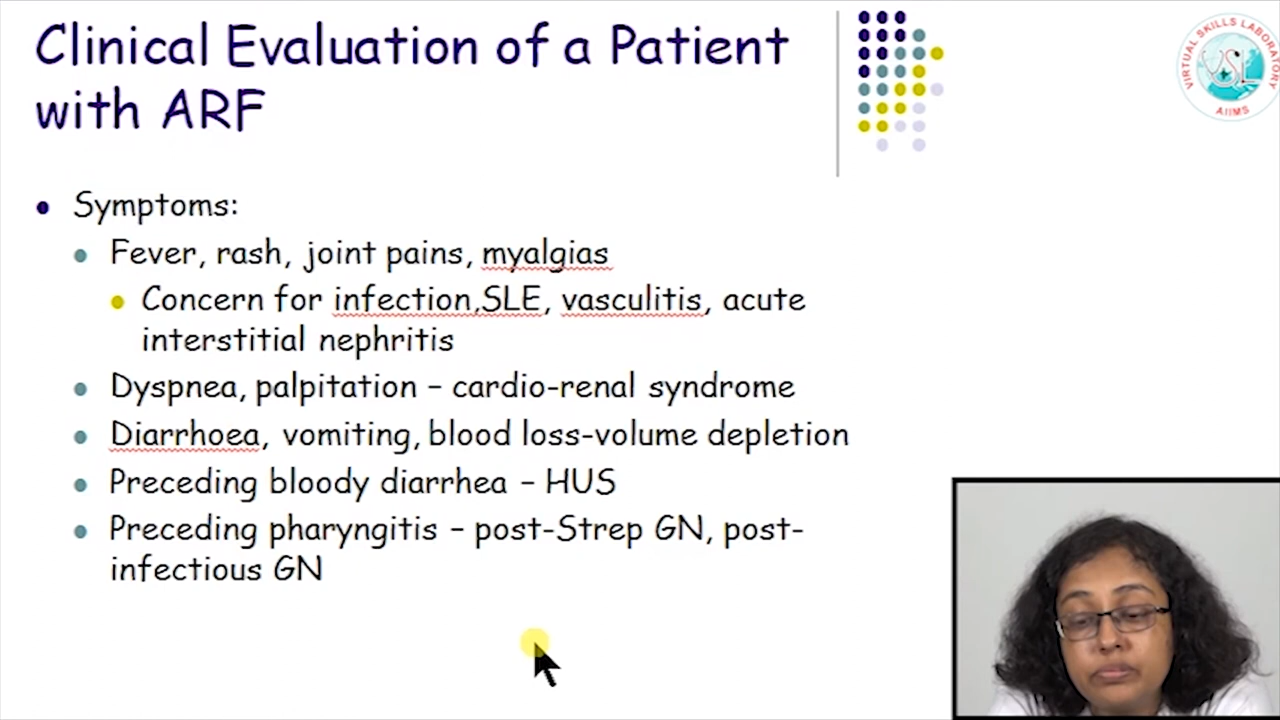 Clinical Evaluation of a Patient
with ARF
VIRTUAL SKILLS LABORATORY
VSL
AIIMS
Symptoms:
Fever, rash, joint pains, myalgias
Concern for infection,SLE, vasculitis, acute
interstitial nephritis
Dyspnea, palpitation – cardio-renal syndrome
Diarrhoea, vomiting, blood loss-volume depletion
Preceding bloody diarrhea – HUS
Preceding pharyngitis – post-Strep GN, post-
infectious GN